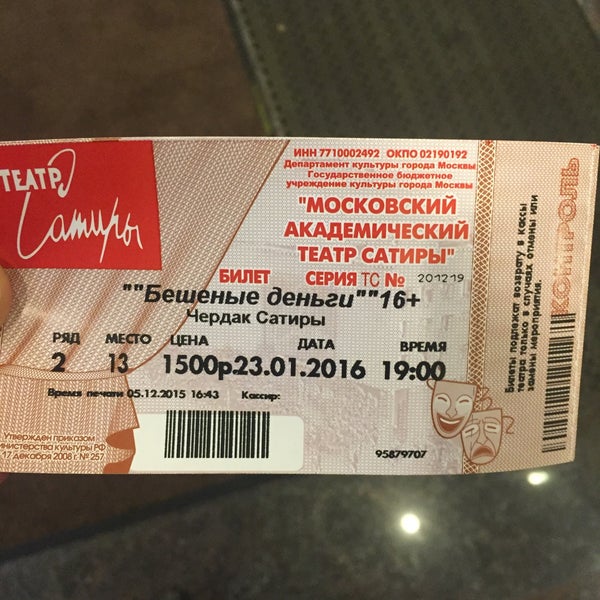 ТЕАТР
Сатиры
ИНН 7710002492 ОКПО 02190192
Департамент культуры города Москвы
Государственное бюджетное
учреждение культуры города Москвы
"МОСКОВСКИЙ
АКАДЕМИЧЕСКИЙ
ТЕАТР САТИРЫ"
БИЛЕТ СЕРИЯ ТС № 201219
""Бешеные деньги""16+
Чердак Сатиры
РЯД МЕСТО ЦЕНА ДАТА ВРЕМЯ
2 13 1500р.23.01.2016 19:00
Время печати 05.12.2015 16:43 Кассир:
Утвержден приказом
Министерства культуры РФ
17 декабря 2008 г. № 257
95879707
Билеты подлежат возврату в кассы
театра только в случаях отмены или
замены мероприятия.
КОНТРОЛЬ